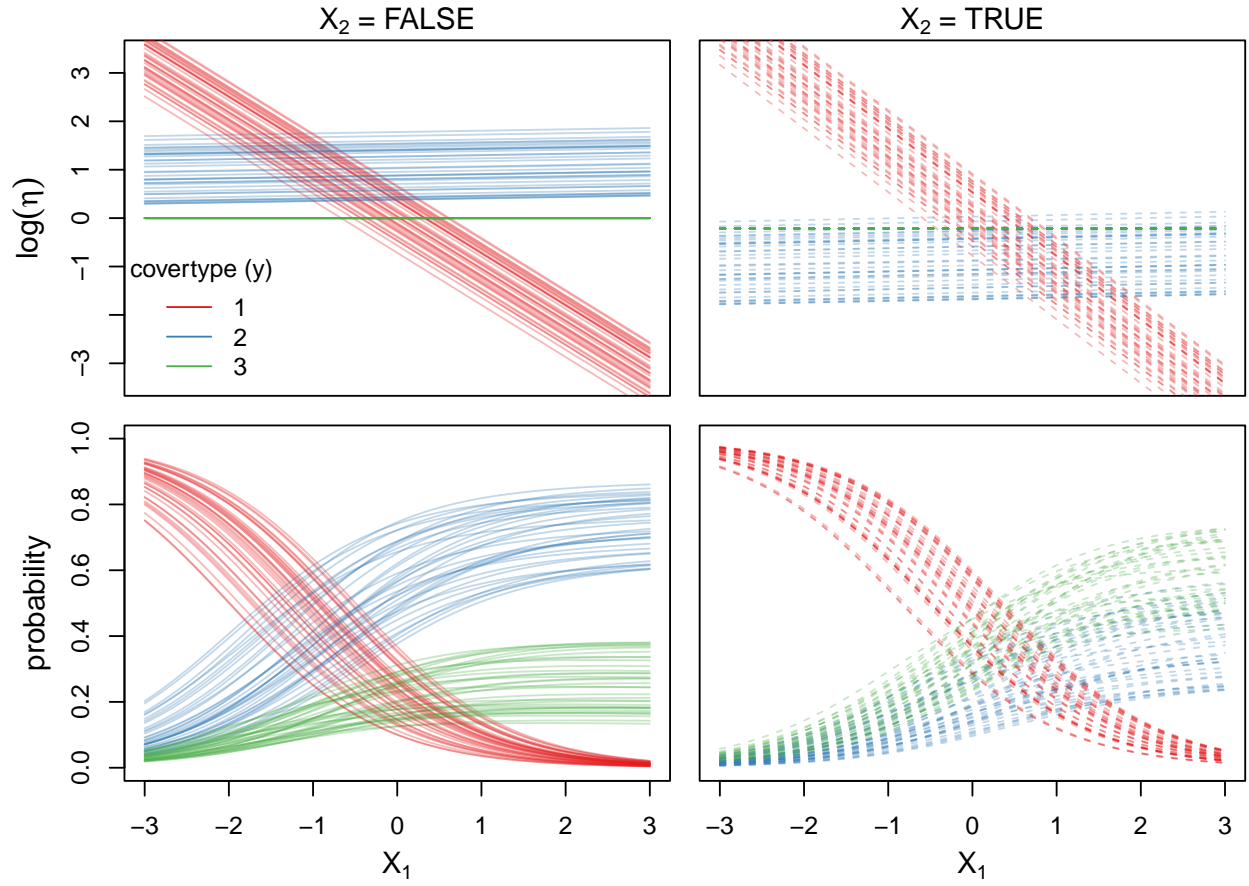 X₂ = FALSE
X₂ = TRUE
log(η)
3
2
1
0
−1
−3
covertype (y)
1
2
3
probability
1.0
0.8
0.6
0.4
0.2
0.0
−3 −2 −1 0 1 2 3
−3 −2 −1 0 1 2 3
X₁
X₁